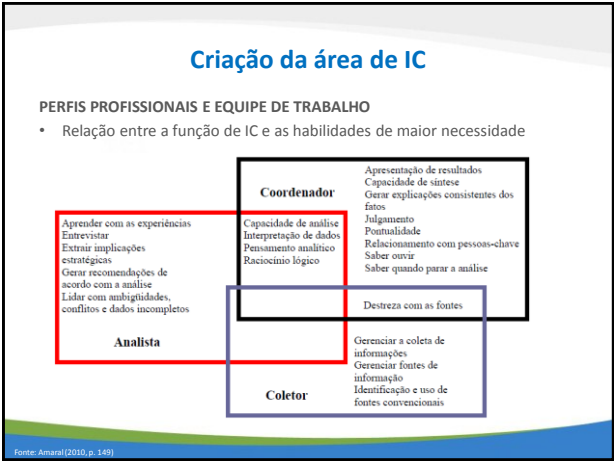 Criação da área de IC
PERFIS PROFISSIONAIS E EQUIPE DE TRABALHO
• Relação entre a função de IC e as habilidades de maior necessidade
Coordenador
Apresentação de resultados
Capacidade de síntese
Gerar explicações consistentes dos
fatos
Julgamento
Pontualidade
Relacionamento com pessoas-chave
Saber ouvir
Saber quando parar a análise
Capacidade de análise
Interpretação de dados
Pensamento analítico
Raciocínio lógico
Aprender com as experiências
Entrevistar
Extrair implicações
estratégicas
Gerar recomendações de
acordo com a análise
Lidar com ambigüidades,
conflitos e dados incompletos
Analista
Destreza com as fontes
Gerenciar a coleta de
informações
Gerenciar fontes de
informação
Identificação e uso de
fontes convencionais
Coletor
Fonte: Amaral (2010, p. 149)